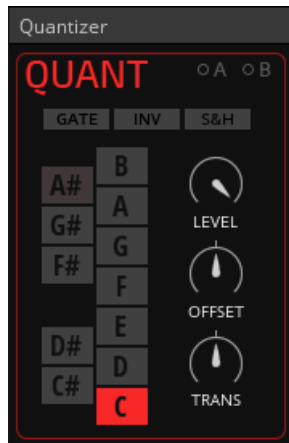 Quantizer
QUANT
A B
GATE INV S&H
B
A#
A
G#
G
F#
F
E
D#
D
C#
C
LEVEL
OFFSET
TRANS